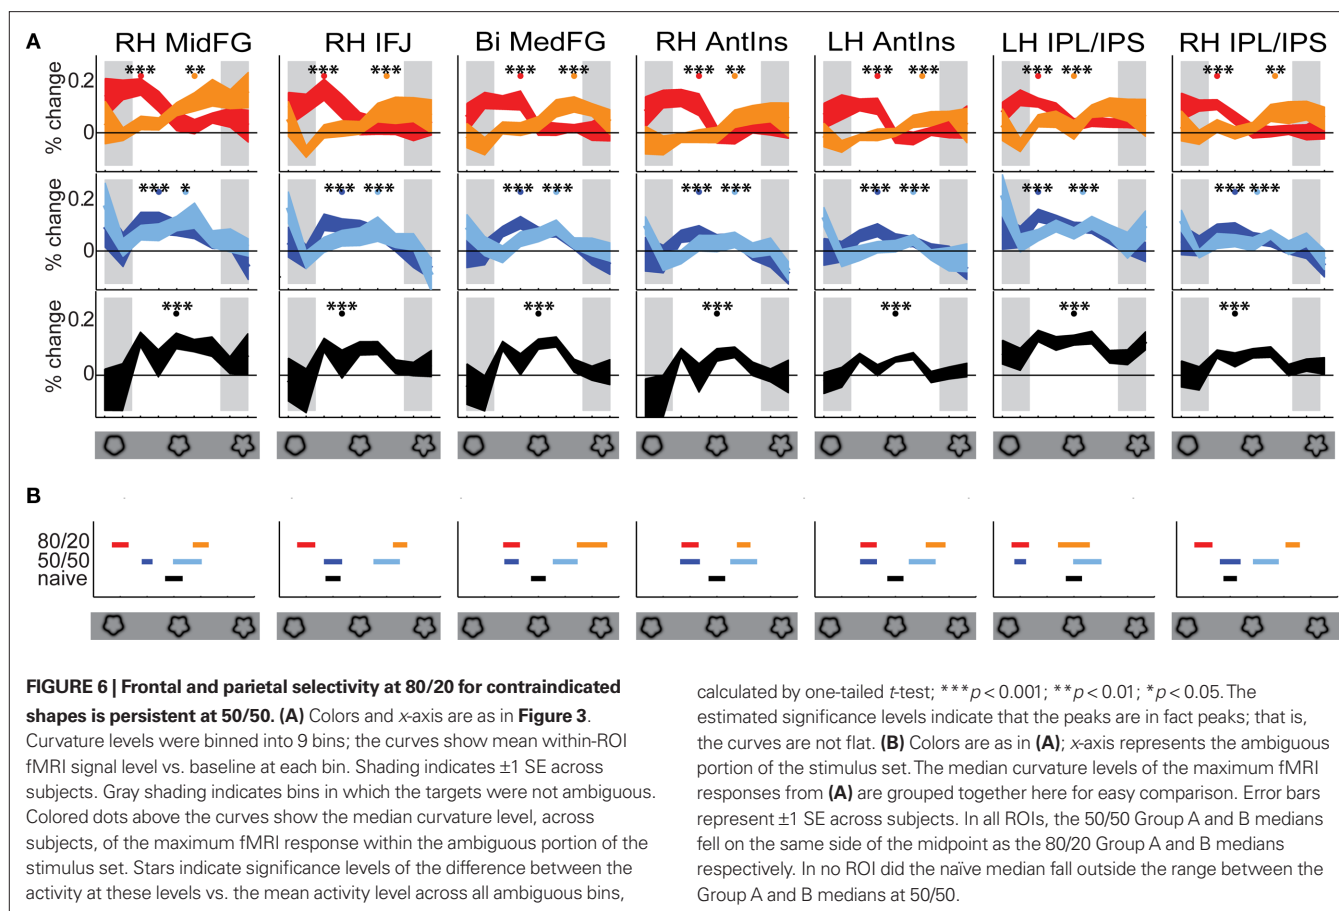 A
RH MidFG RH IFJ Bi MedFG RH AntIns LH AntIns LH IPL/IPS RH IPL/IPS
*** ** *** *** *** *** *** ** *** *** *** *** *** **
% change 0.2 0
*** * *** *** *** *** *** *** *** *** *** *** *** ***
% change 0.2 0
*** *** *** *** *** *** ***
% change 0.2 0
B
80/20
50/50
naive
FIGURE 6 | Frontal and parietal selectivity at 80/20 for contraindicated
shapes is persistent at 50/50. (A) Colors and x-axis are as in Figure 3.
Curvature levels were binned into 9 bins; the curves show mean within-ROI
fMRI signal level vs. baseline at each bin. Shading indicates ±1 SE across
subjects. Gray shading indicates bins in which the targets were not ambiguous.
Colored dots above the curves show the median curvature level, across
subjects, of the maximum fMRI response within the ambiguous portion of the
stimulus set. Stars indicate significance levels of the difference between the
activity at these levels vs. the mean activity level across all ambiguous bins,
calculated by one-tailed t-test; ***p < 0.001; **p < 0.01; *p < 0.05. The
estimated significance levels indicate that the peaks are in fact peaks; that is,
the curves are not flat. (B) Colors are as in (A); x-axis represents the ambiguous
portion of the stimulus set. The median curvature levels of the maximum fMRI
responses from (A) are grouped together here for easy comparison. Error bars
represent ±1 SE across subjects. In all ROIs, the 50/50 Group A and B medians
fell on the same side of the midpoint as the 80/20 Group A and B medians
respectively. In no ROI did the naïve median fall outside the range between the
Group A and B medians at 50/50.